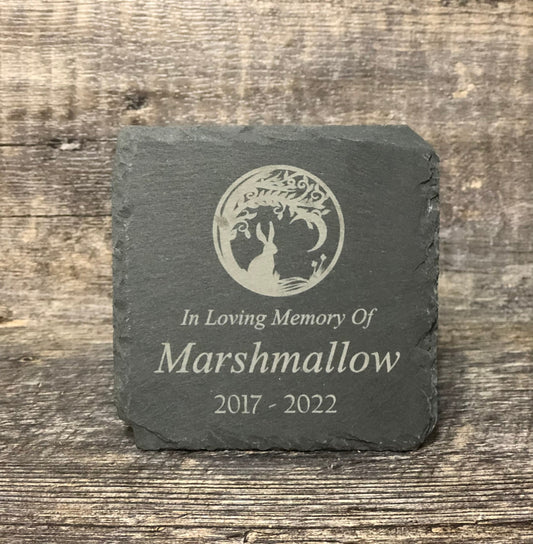 In Loving Memory Of
Marshmallow
2017 - 2022